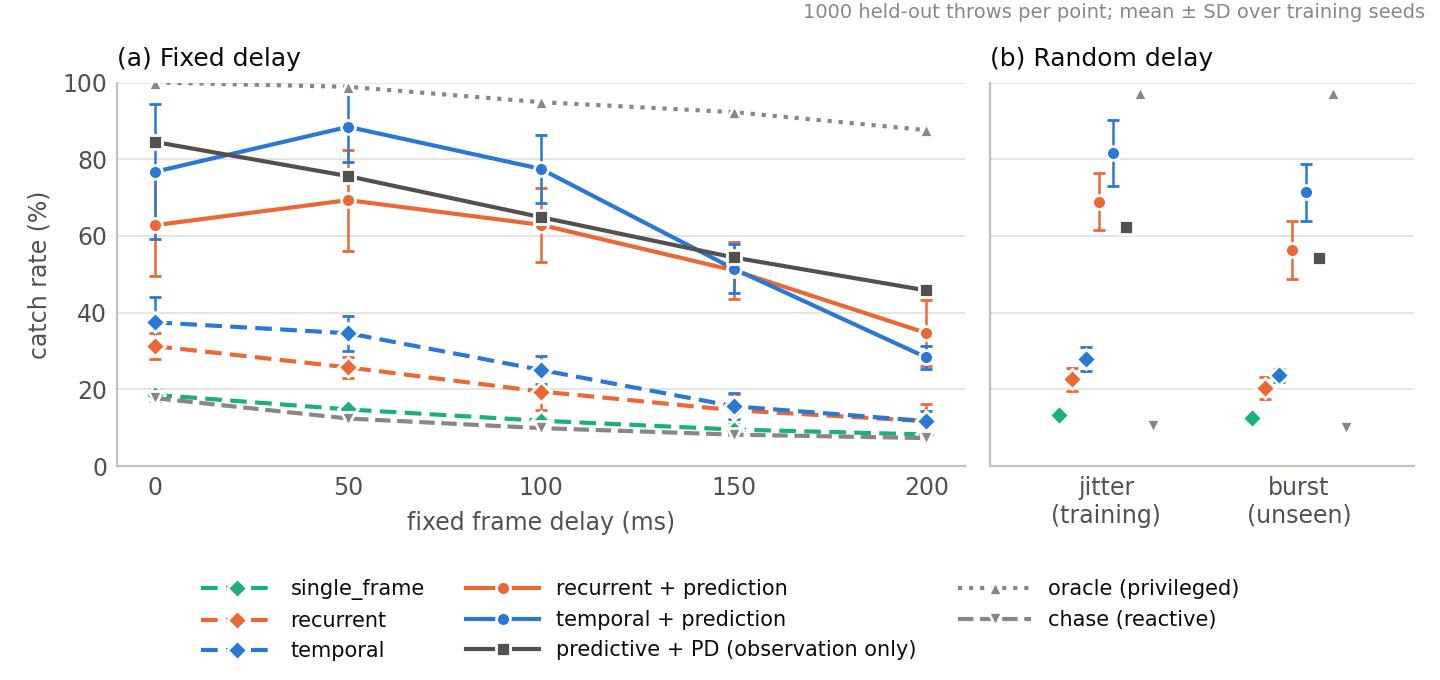 1000 held-out throws per point; mean ± SD over training seeds
(a) Fixed delay
(b) Random delay
100
80
60
40
20
0
catch rate (%)
0 50 100 150 200
fixed frame delay (ms)
jitter
(training)
burst
(unseen)
single_frame
recurrent
temporal
recurrent + prediction
temporal + prediction
predictive + PD (observation only)
oracle (privileged)
chase (reactive)